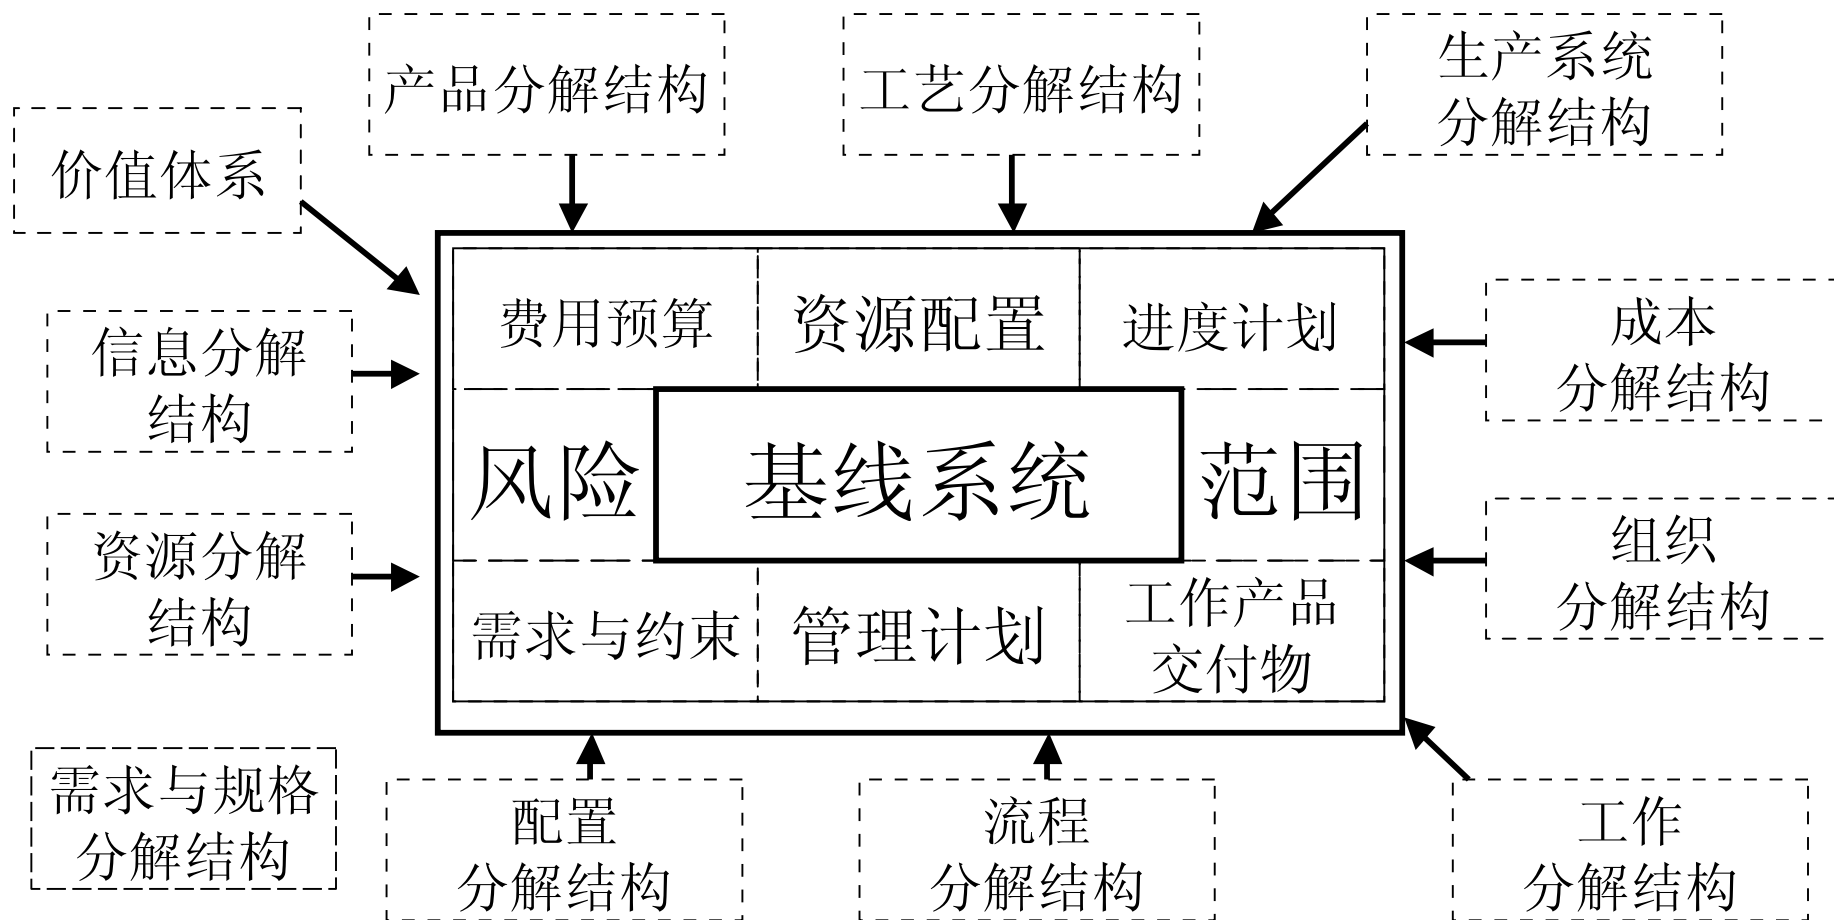 产品分解结构
工艺分解结构
生产系统
分解结构
价值体系
费用预算
资源配置
进度计划
成本
分解结构
信息分解
结构
风险
基线系统
范围
资源分解
结构
组织
分解结构
需求与约束
管理计划
工作产品
交付物
需求与规格
分解结构
配置
分解结构
流程
分解结构
工作
分解结构